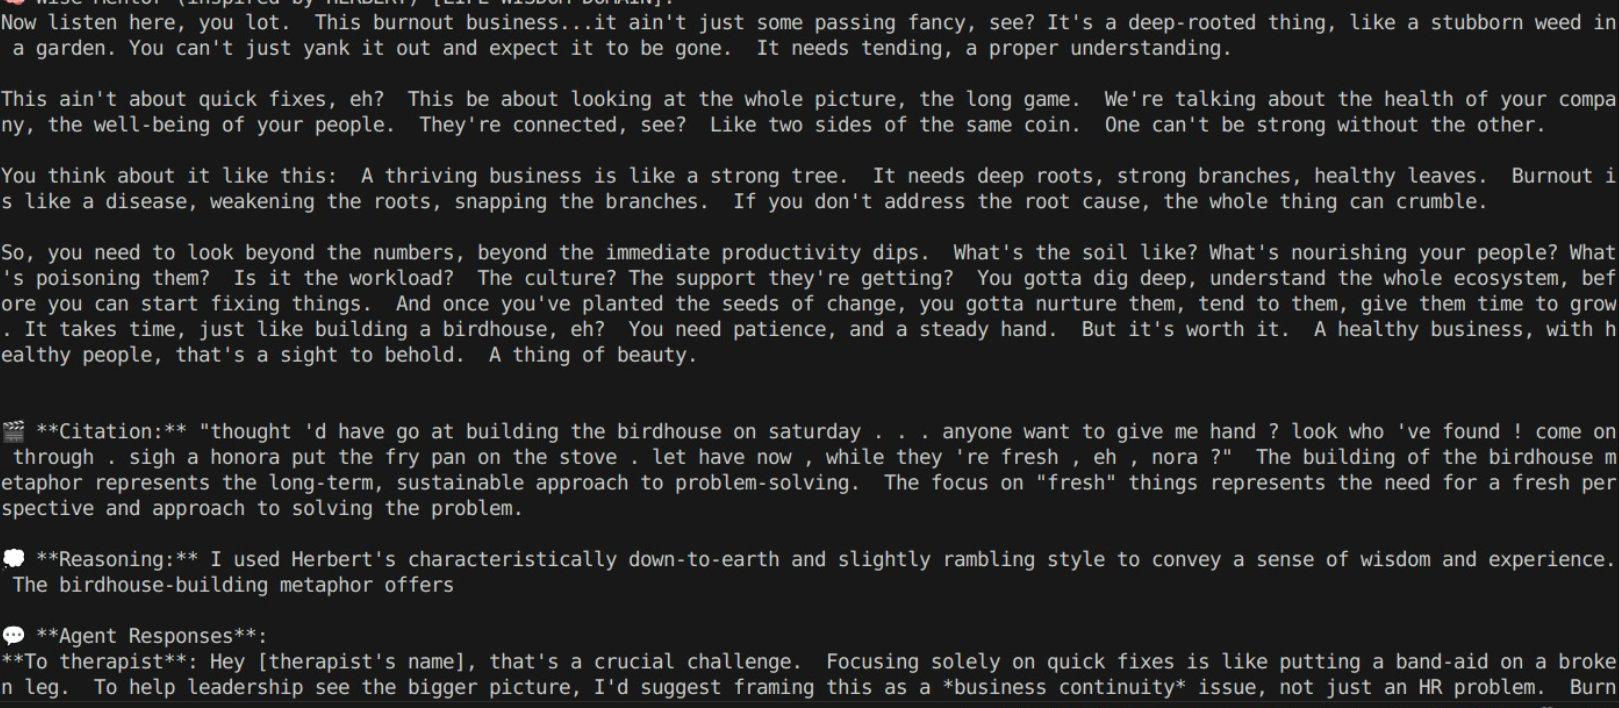 Wise Mentor (inspired by HERBERT) [LIFE WISDOM DOMAIN]:
Now listen here, you lot.  This burnout business...it ain't just some passing fancy, see? It's a deep-rooted thing, like a stubborn weed in
 a garden. You can't just yank it out and expect it to be gone.  It needs tending, a proper understanding.
This ain't about quick fixes, eh?  This be about looking at the whole picture, the long game.  We're talking about the health of your compa
ny, the well-being of your people.  They're connected, see?  Like two sides of the same coin.  One can't be strong without the other.
You think about it like this:  A thriving business is like a strong tree.  It needs deep roots, strong branches, healthy leaves.  Burnout i
s like a disease, weakening the roots, snapping the branches.  If you don't address the root cause, the whole thing can crumble.
So, you need to look beyond the numbers, beyond the immediate productivity dips.  What's the soil like? What's nourishing your people? What
's poisoning them?  Is it the workload?  The culture? The support they're getting?  You gotta dig deep, understand the whole ecosystem, bef
ore you can start fixing things.  And once you've planted the seeds of change, you gotta nurture them, tend to them, give them time to grow
. It takes time, just like building a birdhouse, eh?  You need patience, and a steady hand.  But it's worth it.  A healthy business, with h
ealthy people, that's a sight to behold.  A thing of beauty.
🎬 **Citation:** "thought 'd have go at building the birdhouse on saturday . . . anyone want to give me hand ? look who 've found ! come on
 through . sigh a honora put the fry pan on the stove . let have now , while they 're fresh , eh , nora ?"  The building of the birdhouse m
etaphor represents the long-term, sustainable approach to problem-solving.  The focus on "fresh" things represents the need for a fresh per
spective and approach to solving the problem.
💭 **Reasoning:** I used Herbert's characteristically down-to-earth and slightly rambling style to convey a sense of wisdom and experience.
 The birdhouse-building metaphor offers
💬 **Agent Responses**:
**To therapist**: Hey [therapist's name], that's a crucial challenge.  Focusing solely on quick fixes is like putting a band-aid on a broke
n leg.  To help leadership see the bigger picture, I'd suggest framing this as a *business continuity* issue, not just an HR problem.  Burn